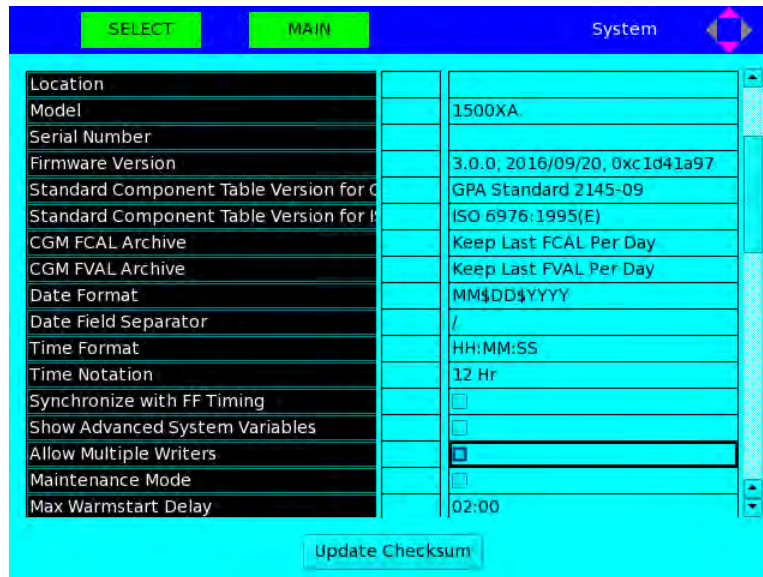 SELECT MAIN System
Location
Model 1500XA
Serial Number
Firmware Version 3.0.0, 2016/09/20, 0xc1d41a97
Standard Component Table Version for GPA Standard 2145-09
Standard Component Table Version for ISO 6976:1995(E)
CGM FCAL Archive Keep Last FCAL Per Day
CGM FVAL Archive Keep Last FVAL Per Day
Date Format MM$DD$YYYY
Date Field Separator /
Time Format HH:MM:SS
Time Notation 12 Hr
Synchronize with FF Timing
Show Advanced System Variables
Allow Multiple Writers
Maintenance Mode
Max Warmstart Delay 02:00
Update Checksum